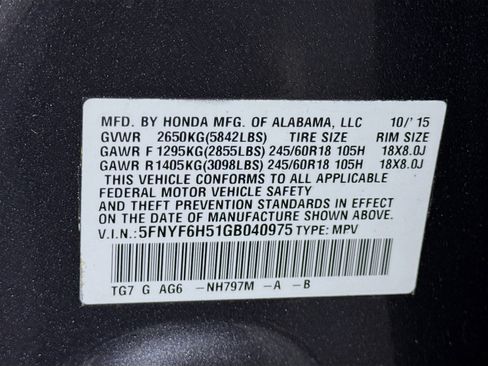 MFD. BY HONDA MFG. OF ALABAMA, LLC 10/'15
GVWR 2650KG(5842LBS) TIRE SIZE RIM SIZE
GAWR F 1295KG(2855LBS) 245/60R18 105H 18X8.0J
GAWR R 1405KG(3098LBS) 245/60R18 105H 18X8.0J
THIS VEHICLE CONFORMS TO ALL APPLICABLE
FEDERAL MOTOR VEHICLE SAFETY
AND THEFT PREVENTION STANDARDS IN EFFECT
ON THE DATE OF MANUFACTURE SHOWN ABOVE.
V.I.N.: 5FNYF6H51GB040975 TYPE: MPV
TG7 G AG6 -NH797M -A -B